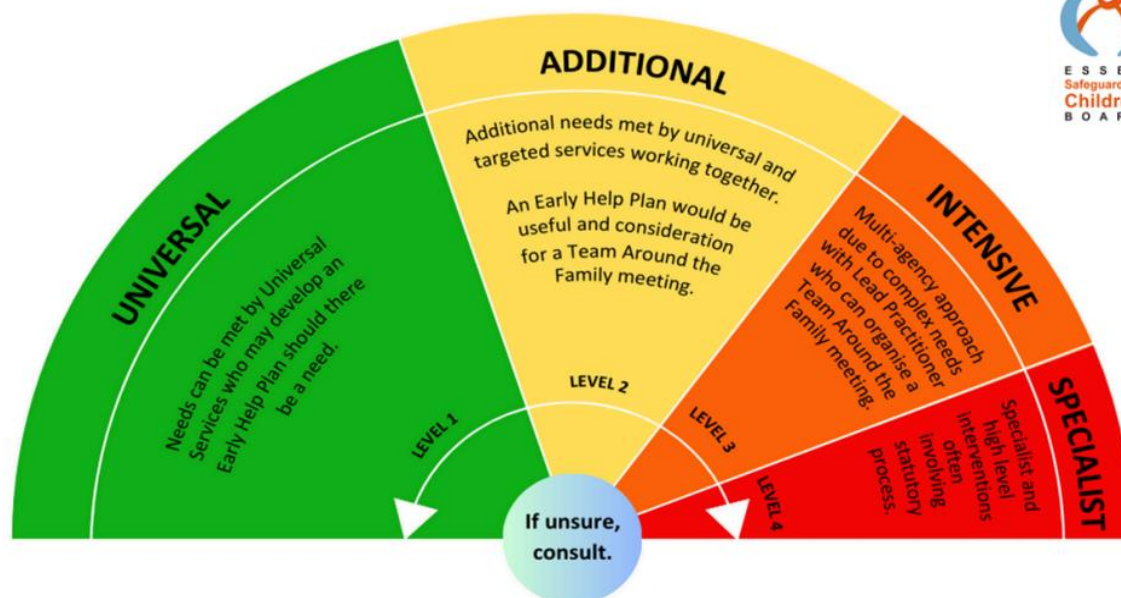 UNIVERSAL
Needs can be met by Universal
Services who may develop an
Early Help Plan should there
be a need.
LEVEL 1
ADDITIONAL
Additional needs met by universal and
targeted services working together.
An Early Help Plan would be
useful and consideration
for a Team Around the
Family meeting.
LEVEL 2
INTENSIVE
Multi-agency approach
due to complex needs
with Lead Practitioner
who can organise a
Team Around the
Family meeting.
LEVEL 3
SPECIALIST
Specialist and
high level
interventions
often
involving
statutory
process.
LEVEL 4
If unsure,
consult.